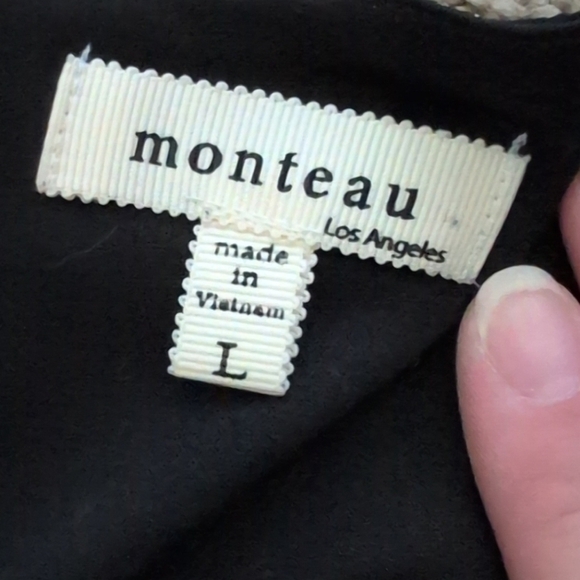 monteau
Los Angeles
made
in
Vietnam
L